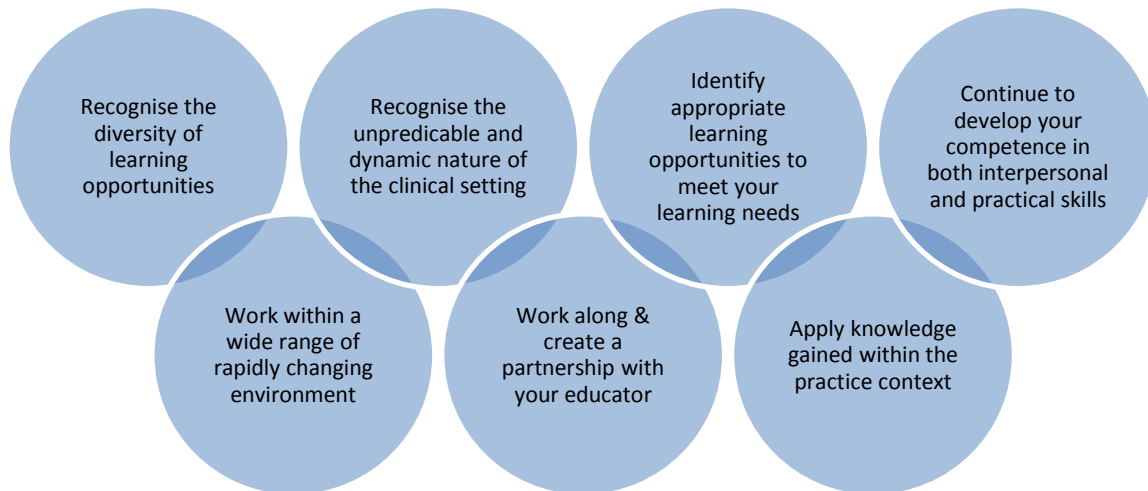 Recognise the
diversity of
learning
opportunities
Recognise the
unpredicable and
dynamic nature of
the clinical setting
Identify
appropriate
learning
opportunities to
meet your
learning needs
Continue to
develop your
competence in
both interpersonal
and practical skills
Work within a
wide range of
rapidly changing
environment
Work along &
create a
partnership with
your educator
Apply knowledge
gained within the
practice context